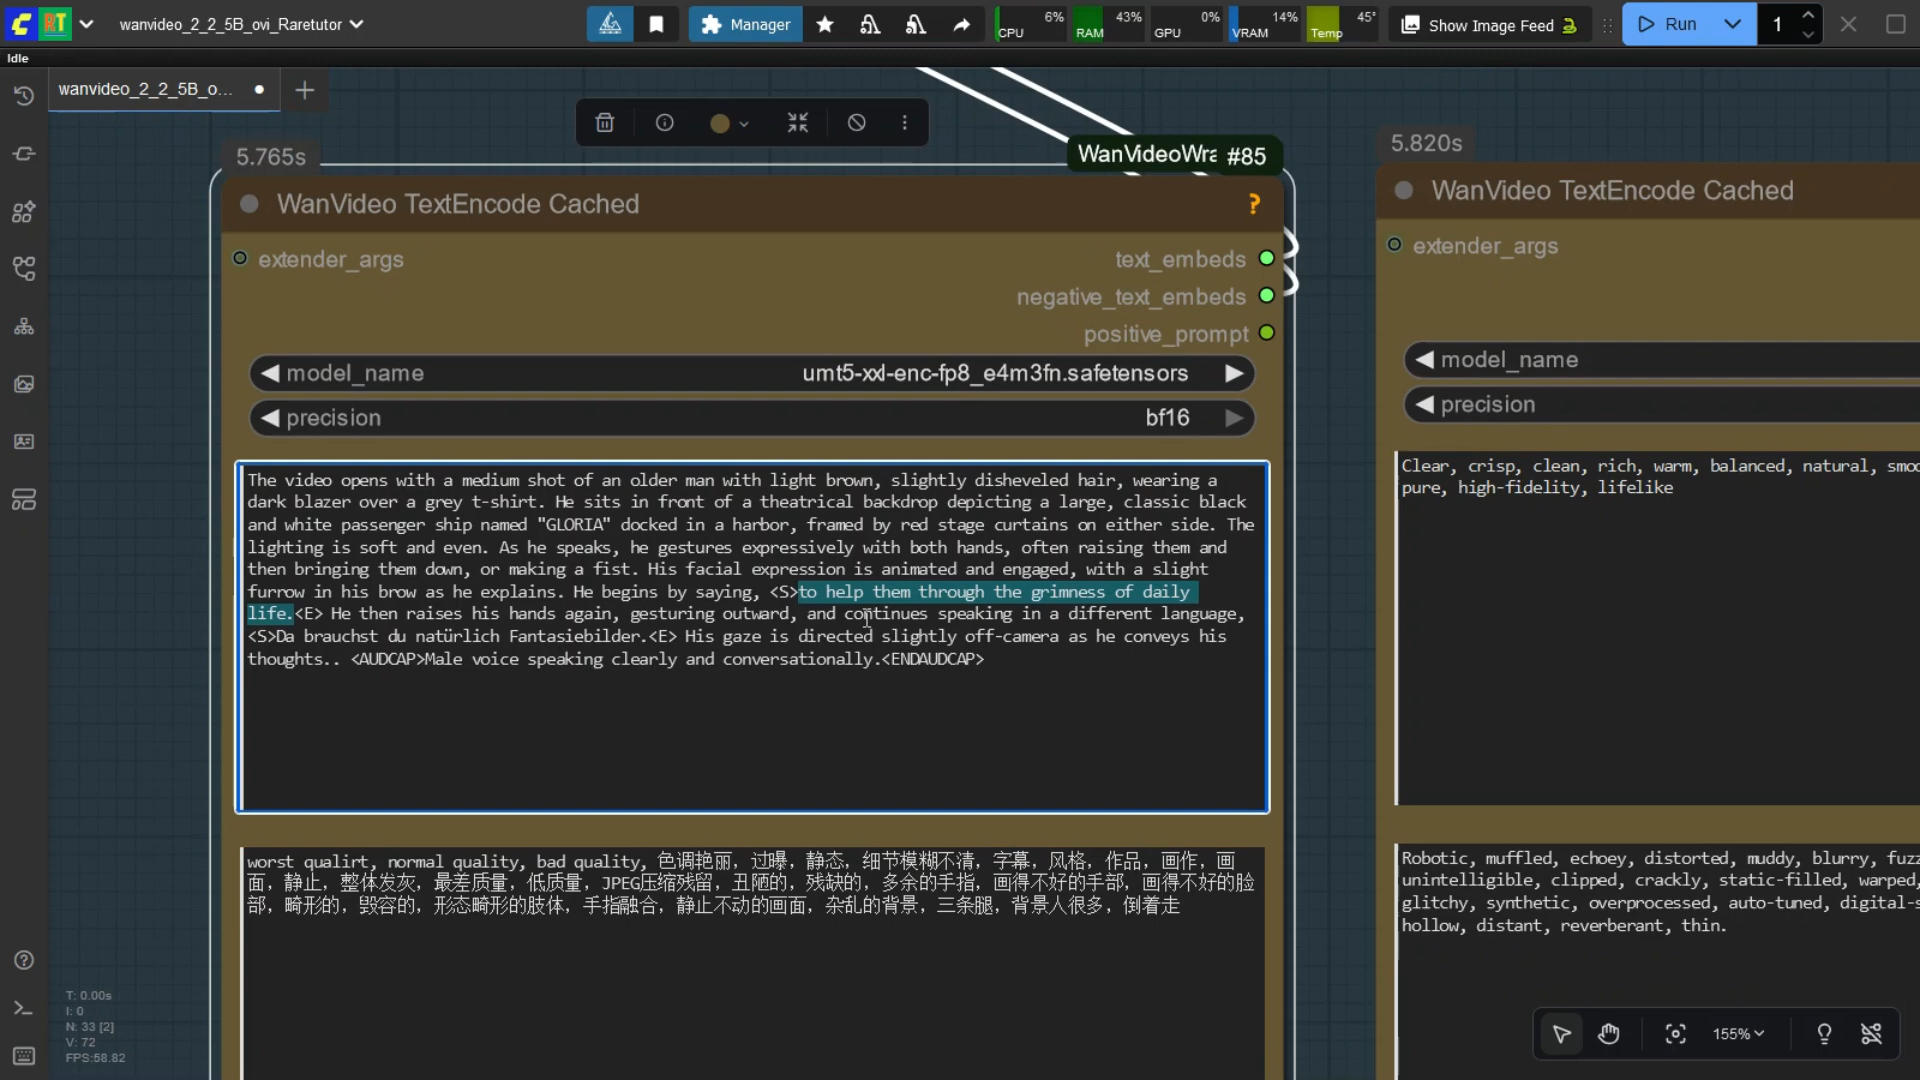 C RT
wanvideo_2_2_5B_ovi_Raretutor
Manager
CPU 6%
RAM 43%
GPU 0%
VRAM 14%
Temp 45°
Show Image Feed
Run
1
Idle
wanvideo_2_2_5B_o...
5.765s
WanVideoWra #85
WanVideo TextEncode Cached
?
extender_args
text_embeds
negative_text_embeds
positive_prompt
model_name umt5-xxl-enc-fp8_e4m3fn.safetensors
precision bf16
The video opens with a medium shot of an older man with light brown, slightly disheveled hair, wearing a
dark blazer over a grey t-shirt. He sits in front of a theatrical backdrop depicting a large, classic black
and white passenger ship named "GLORIA" docked in a harbor, framed by red stage curtains on either side. The
lighting is soft and even. As he speaks, he gestures expressively with both hands, often raising them and
then bringing them down, or making a fist. His facial expression is animated and engaged, with a slight
furrow in his brow as he explains. He begins by saying, <S>to help them through the grimness of daily
life.<E> He then raises his hands again, gesturing outward, and continues speaking in a different language,
<S>Da brauchst du natürlich Fantasiebilder.<E> His gaze is directed slightly off-camera as he conveys his
thoughts.. <AUDCAP>Male voice speaking clearly and conversationally.<ENDAUDCAP>
worst qualirt, normal quality, bad quality, 色调艳丽, 过曝, 静态, 细节模糊不清, 字幕, 风格, 作品, 画作, 画
面, 静止, 整体发灰, 最差质量, 低质量, JPEG压缩残留, 丑陋的, 残缺的, 多余的手指, 画得不好的手部, 画得不好的脸
部, 畸形的, 毁容的, 形态畸形的肢体, 手指融合, 静止不动的画面, 杂乱的背景, 三条腿, 背景人很多, 倒着走
5.820s
WanVideo TextEncode Cached
extender_args
model_name
precision
Clear, crisp, clean, rich, warm, balanced, natural, smoo
pure, high-fidelity, lifelike
Robotic, muffled, echoey, distorted, muddy, blurry, fuzz
unintelligible, clipped, crackly, static-filled, warped,
glitchy, synthetic, overprocessed, auto-tuned, digital-s
hollow, distant, reverberant, thin.
T: 0.00s
I: 0
N: 33 [2]
V: 72
FPS:58.82
155%